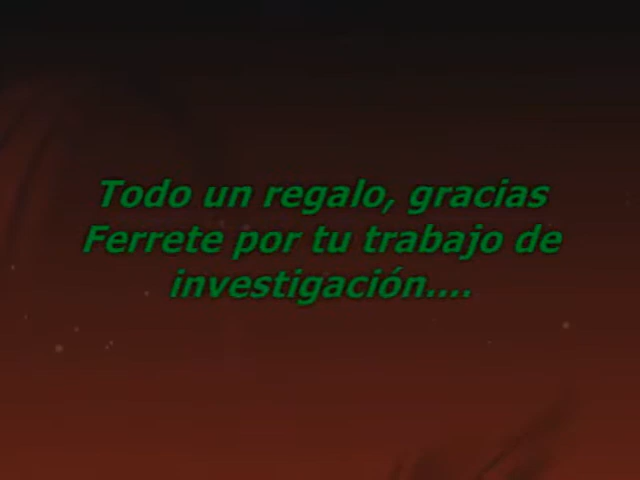 Todo un regalo, gracias
Ferrete por tu trabajo de
investigación....